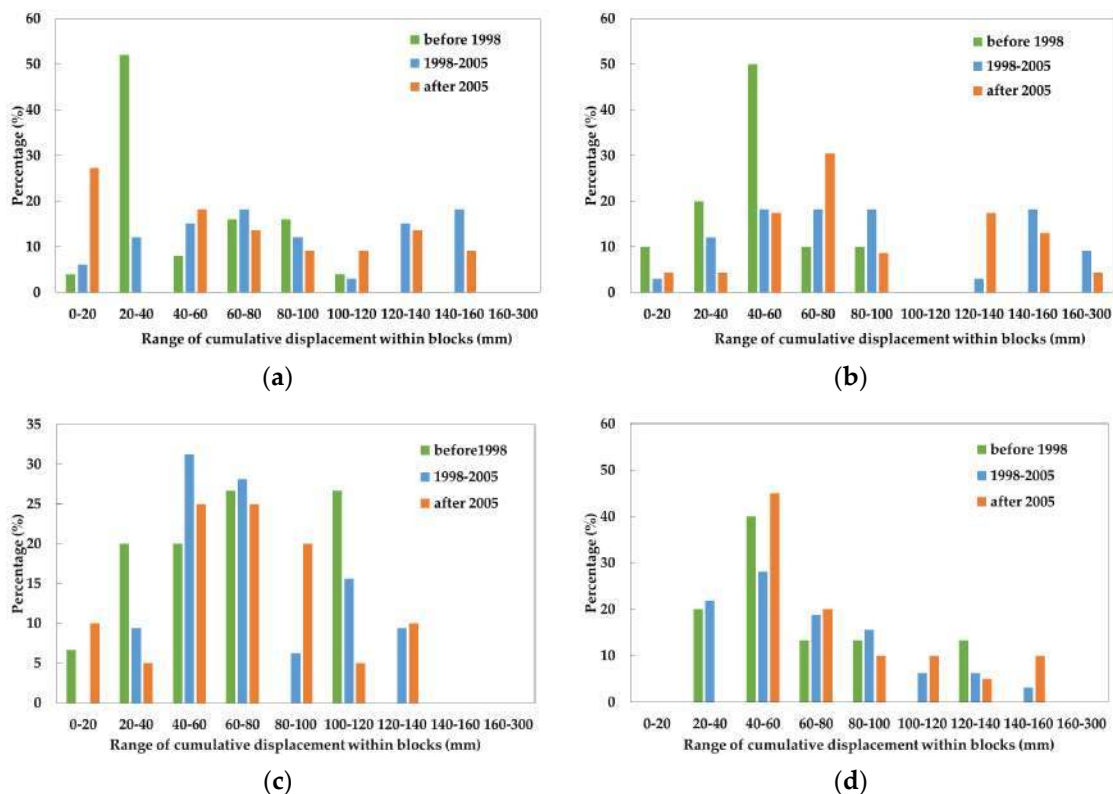 60
50
40
30
20
10
0
Percentage (%)
before 1998
1998-2005
after 2005
0-20 20-40 40-60 60-80 80-100 100-120 120-140 140-160 160-300
Range of cumulative displacement within blocks (mm)
(a)
60
50
40
30
20
10
0
Percentage (%)
before 1998
1998-2005
after 2005
0-20 20-40 40-60 60-80 80-100 100-120 120-140 140-160 160-300
Range of cumulative displacement within blocks (mm)
(b)
35
30
25
20
15
10
5
0
Percentage (%)
before1998
1998-2005
after 2005
0-20 20-40 40-60 60-80 80-100 100-120 120-140 140-160 160-300
Range of cumulative displacement within blocks (mm)
(c)
60
50
40
30
20
10
0
Percentage (%)
before 1998
1998-2005
after 2005
0-20 20-40 40-60 60-80 80-100 100-120 120-140 140-160 160-300
Range of cumulative displacement within blocks (mm)
(d)